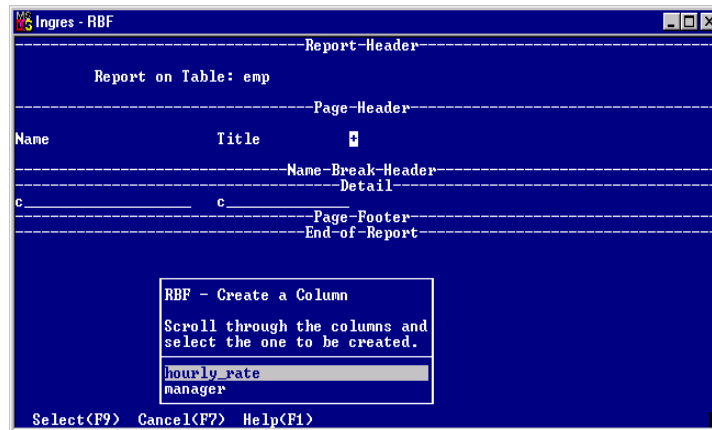 Ingres - RBF
-------------------------------Report-Header-------------------------------
Report on Table: emp
--------------------------------Page-Header--------------------------------
Name Title +
-----------------------------Name-Break-Header-----------------------------
-----------------------------------Detail----------------------------------
c____________________ c______________
--------------------------------Page-Footer--------------------------------
-------------------------------End-of-Report-------------------------------
RBF - Create a Column
Scroll through the columns and
select the one to be created.
hourly_rate
manager
Select(F9) Cancel(F7) Help(F1)